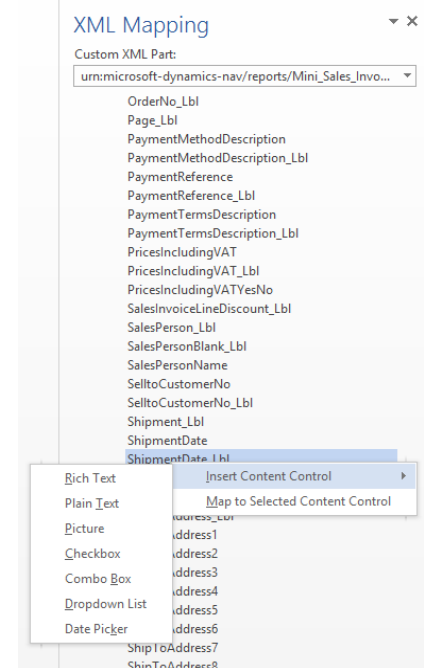 XML Mapping
Custom XML Part:
urn:microsoft-dynamics-nav/reports/Mini_Sales_Invo...
OrderNo_Lbl
Page_Lbl
PaymentMethodDescription
PaymentMethodDescription_Lbl
PaymentReference
PaymentReference_Lbl
PaymentTermsDescription
PaymentTermsDescription_Lbl
PricesIncludingVAT
PricesIncludingVAT_Lbl
PricesIncludingVATYesNo
SalesInvoiceLineDiscount_Lbl
SalesPerson_Lbl
SalesPersonBlank_Lbl
SalesPersonName
SelltoCustomerNo
SelltoCustomerNo_Lbl
Shipment_Lbl
ShipmentDate
ShipmentDate_Lbl
Insert Content Control
Map to Selected Content Control
Rich Text
Plain Text
Picture
Checkbox
Combo Box
Dropdown List
Date Picker
Address_Lbl
Address1
Address2
Address3
Address4
Address5
Address6
ShipToAddress7
ShipToAddress8